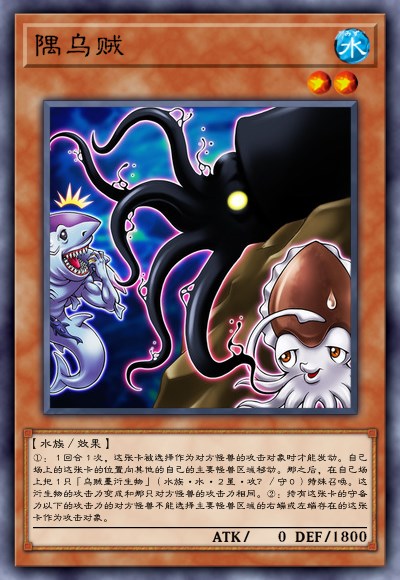 隅乌贼
水
【水族／效果】
①：1回合1次，这张卡被选择作为对方怪兽的攻击对象时才能发动。自己
场上的这张卡的位置向其他的自己的主要怪兽区域移动。那之后，在自己场
上把1只「乌贼墨衍生物」（水族·水·2星·攻？／守0）特殊召唤。这
衍生物的攻击力变成和那只对方怪兽的攻击力相同。②：持有这张卡的守备
力以下的攻击力的对方怪兽不能选择主要怪兽区域的右端或左端存在的这张
卡作为攻击对象。
ATK／ 0 DEF/1800